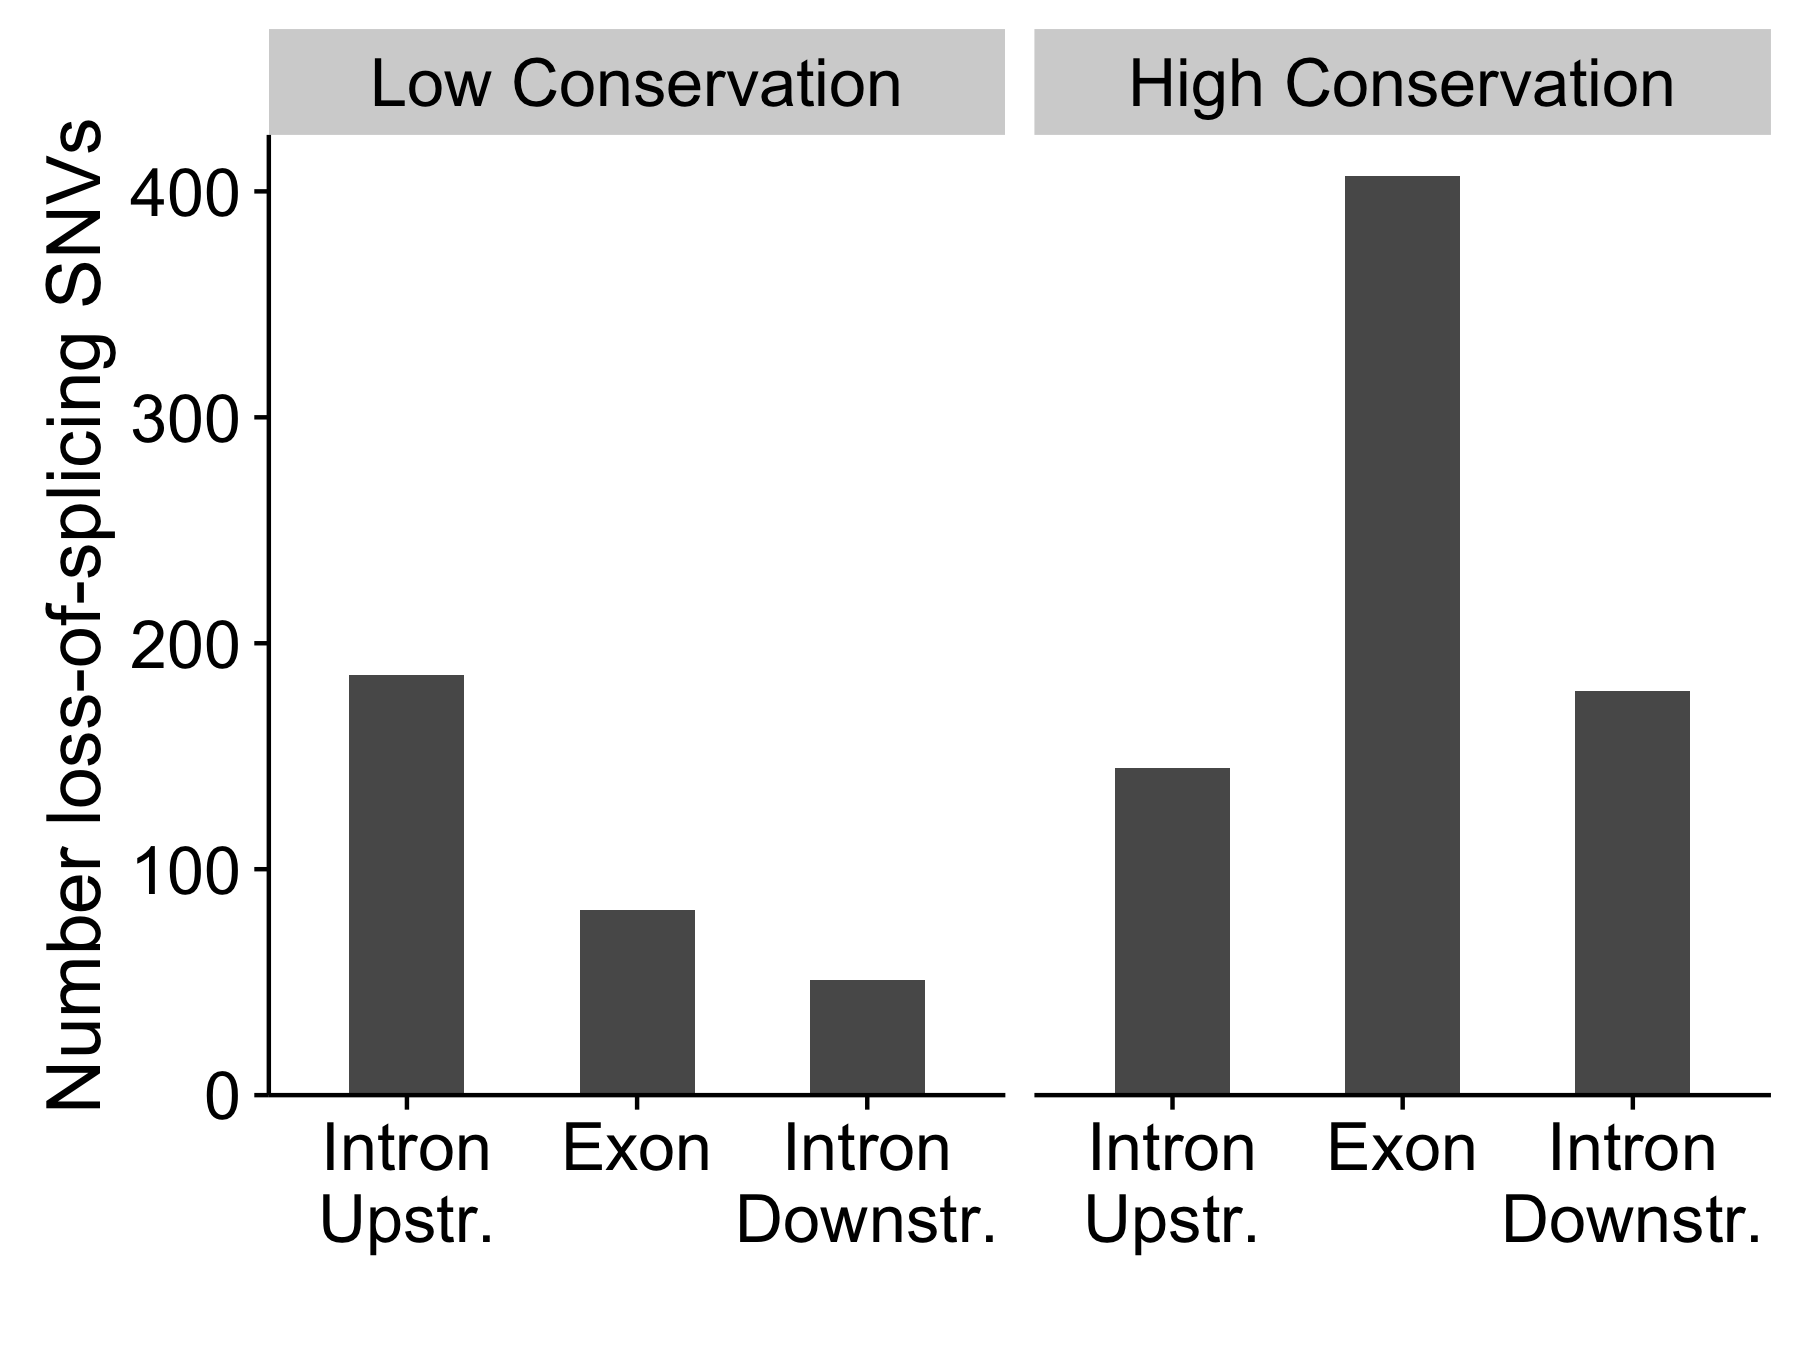 Low Conservation
High Conservation
Number loss-of-splicing SNVs
400
300
200
100
0
Intron
Upstr.
Exon
Intron
Downstr.
Intron
Upstr.
Exon
Intron
Downstr.